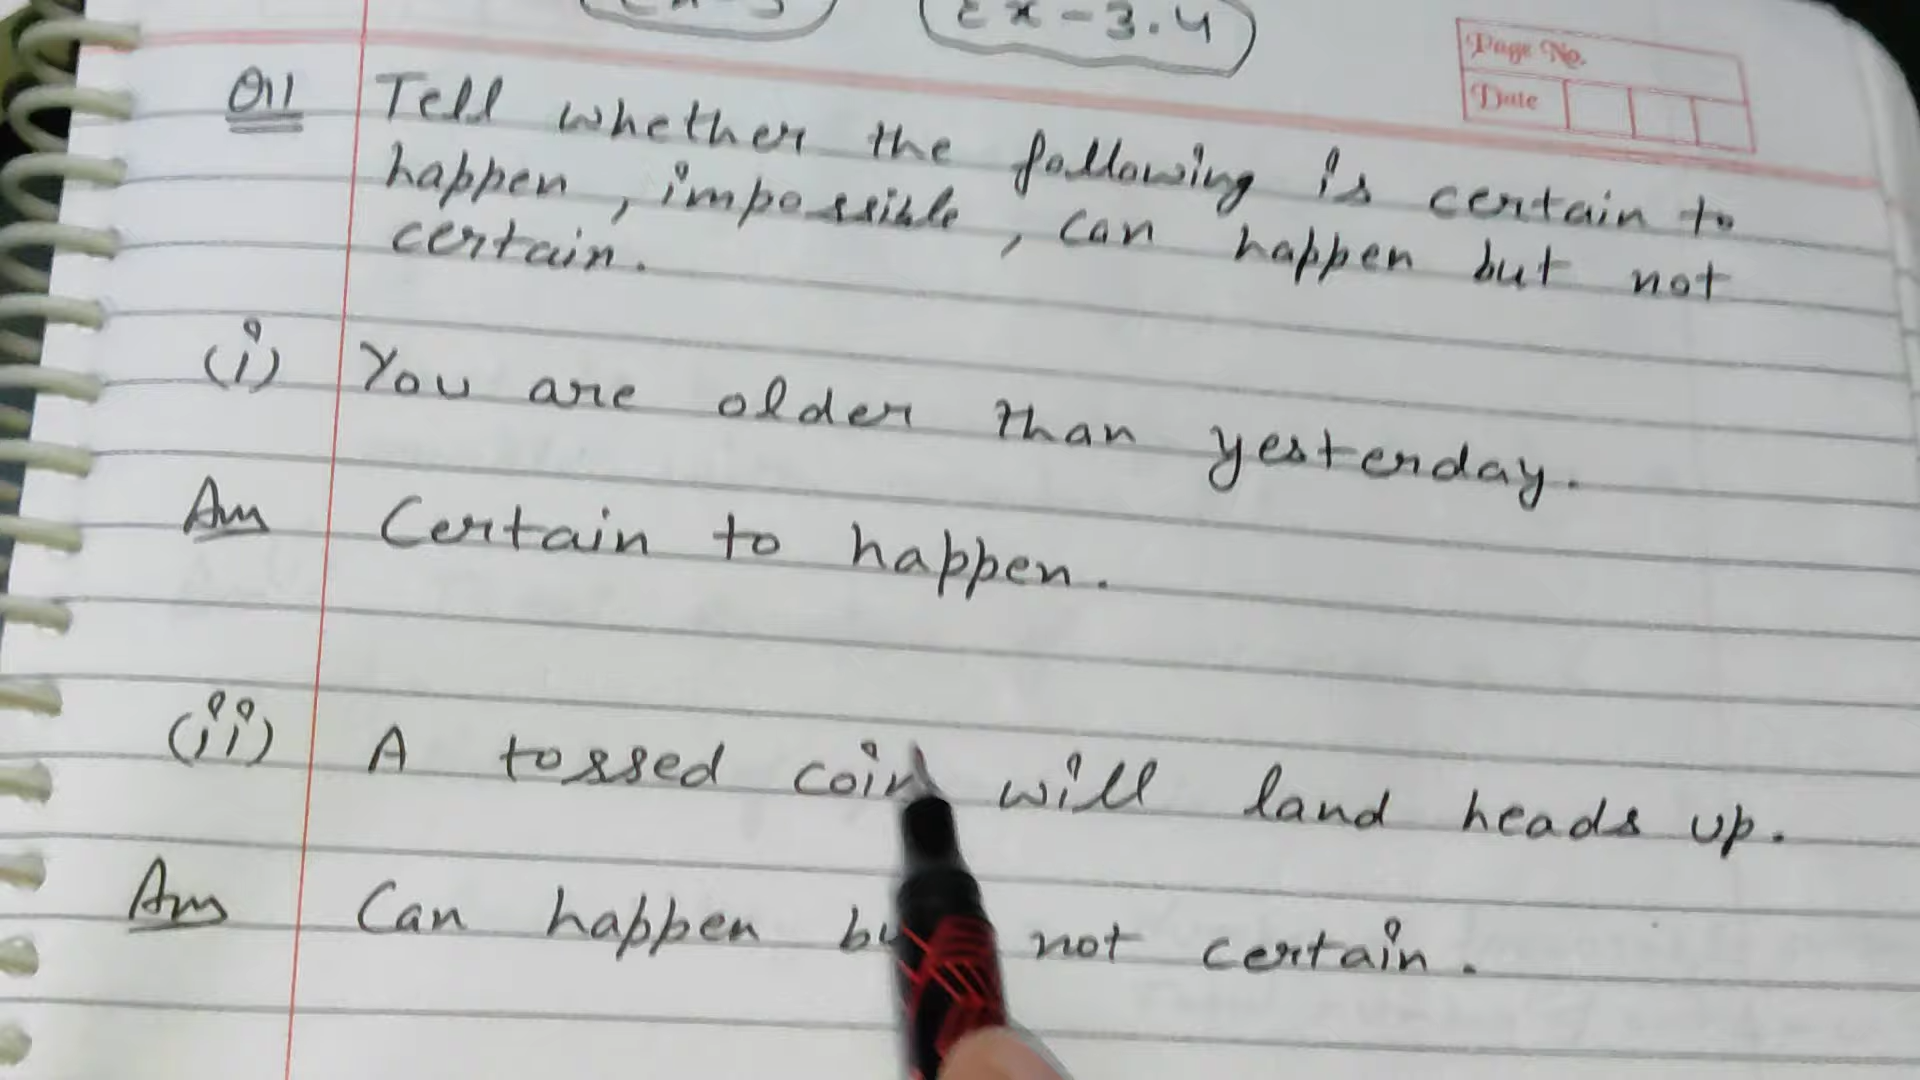 Ex-3.4
Page No.
Date
Q1) Tell whether the following is certain to
happen, impossible, can happen but not
certain.
(i) You are older than yesterday.
Ans Certain to happen.
(ii) A tossed coin will land heads up.
Ans Can happen but not certain.